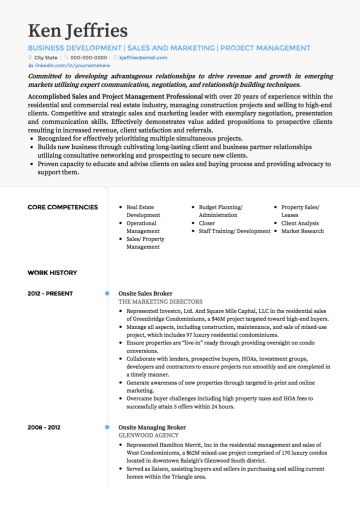 Ken Jeffries
BUSINESS DEVELOPMENT | SALES AND MARKETING | PROJECT MANAGEMENT
City State | 000-000-0000 | kjeffries@email.com
linkedin.com/in/yournamehere
Committed to developing advantageous relationships to drive revenue and growth in emerging
markets utilizing expert communication, negotiation, and relationship building techniques.
Accomplished Sales and Project Management Professional with over 20 years of experience within the
residential and commercial real estate industry, managing construction projects and selling to high-end
clients. Competitive and strategic sales and marketing leader with exemplary negotiation, presentation
and communication skills. Effectively demonstrates value added propositions to prospective clients
resulting in increased revenue, client satisfaction and referrals.
• Recognized for effectively prioritizing multiple simultaneous projects.
• Builds new business through cultivating long-lasting client and business partner relationships
utilizing consultative networking and prospecting to secure new clients.
• Proven capacity to educate and advise clients on sales and buying process and providing advocacy to
support them.
CORE COMPETENCIES
• Real Estate
Development
• Operational
Management
• Sales/ Property
Management
• Budget Planning/
Administration
• Closer
• Staff Training/ Development
• Property Sales/
Leases
• Client Analysis
• Market Research
WORK HISTORY
2012 – PRESENT
Onsite Sales Broker
THE MARKETING DIRECTORS
• Represented Investco, Ltd. And Square Mile Capital, LLC in the residential sales
of Greenbridge Condominiums, a $46M project targeted toward high-end buyers.
• Manage all aspects, including construction, maintenance, and sale of mixed-use
project, which includes 97 residential luxury condos.
• Ensure properties are “live-in” ready through providing oversight on condo
conversions.
• Collaborate with lenders, prospective buyers, HOAs, investment groups,
developers and contractors to ensure projects run smoothly and are completed in
a timely manner.
• Generate awareness of new properties through targeted in-print and online
marketing.
• Overcame buyer challenges including high property taxes and HOA fees to
successfully attain 5 offers within 24 hours.
2008 – 2012
Onsite Managing Broker
GLENWOOD AGENCY
• Represented Hamilton Merrit, Inc in the residential management and sales of
West Condominiums, a $62M mixed-use project comprised of 170 luxury condos
located in downtown Raleigh's Glenwood South district.
• Served as liaison, assisting buyers and sellers in purchasing and selling current
homes within the Triangle area.